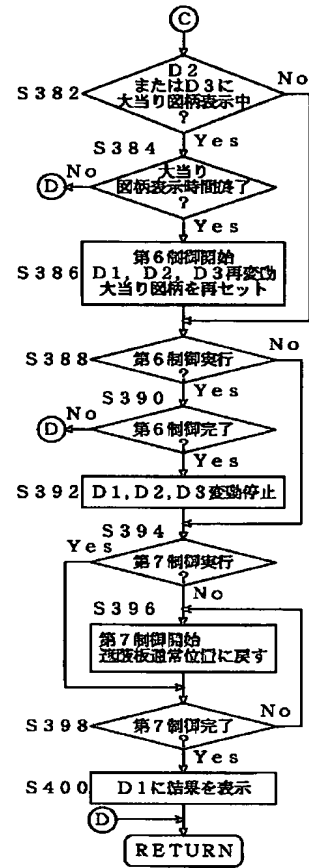 C
D2
またはD3に
大当り図柄表示中
?
No
S382
Yes
S384
大当り
図柄表示時間終了
?
No
D
Yes
第6制御開始
S386
D1, D2, D3再変動
大当り図柄を再セット
S388
第6制御実行
?
No
Yes
S390
第6制御完了
?
No
D
Yes
S392
D1,D2,D3変動停止
S394
Yes
第7制御実行
?
No
S396
第7制御開始
遮蔽板通常位置に戻す
S398
第7制御完了
?
No
Yes
S400
D1に結果を表示
D
RETURN